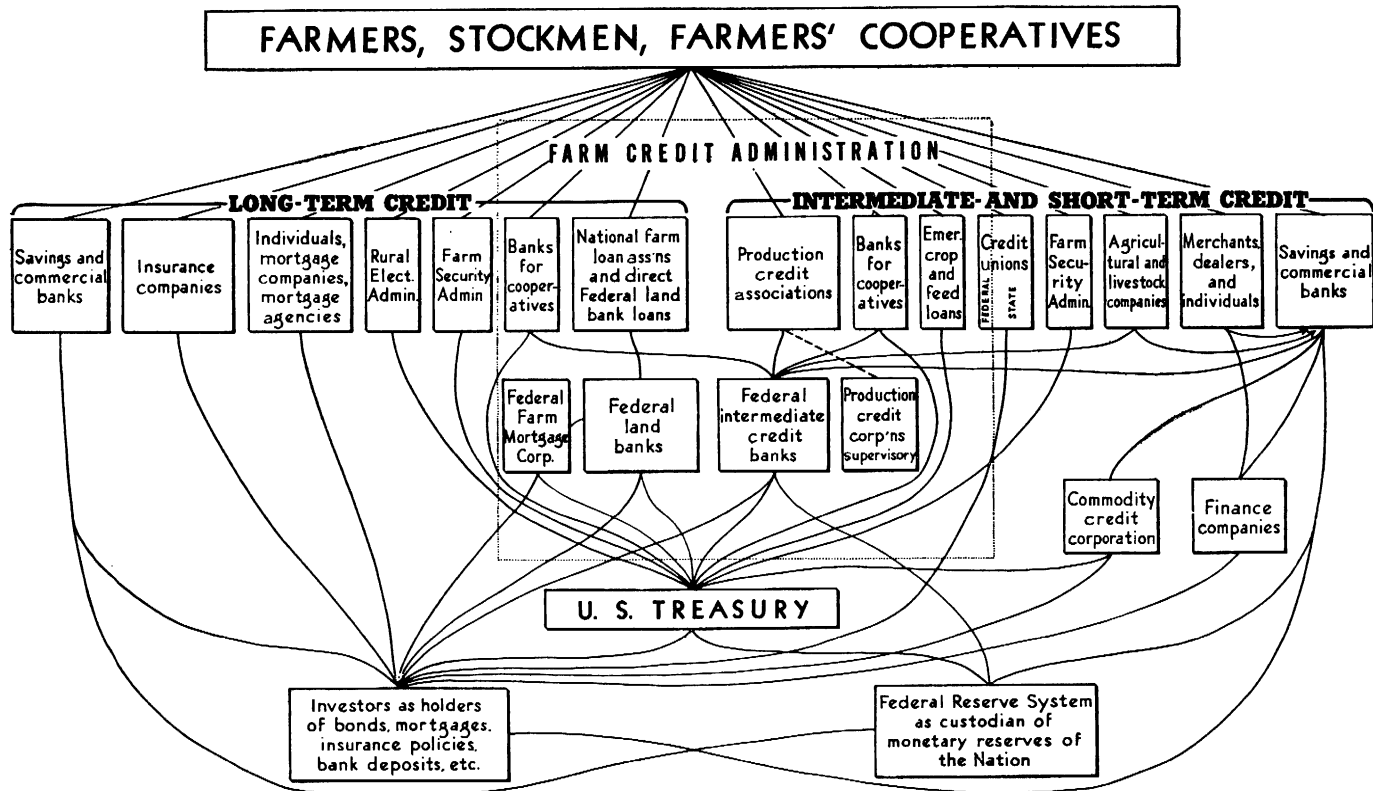 FARMERS, STOCKMEN, FARMERS' COOPERATIVES
FARM CREDIT ADMINISTRATION
LONG-TERM CREDIT
INTERMEDIATE-AND SHORT-TERM CREDIT
Savings and
commercial
banks
Insurance
companies
Individuals,
mortgage
companies,
mortgage
agencies
Rural
Elect.
Admin.
Farm
Security
Admin
Banks
for
cooper-
atives
National farm
loan ass'ns
and direct
Federal land
bank loans
Production
credit
associations
Banks
for
cooper-
atives
Emer.
crop
and
feed
loans
Credit
unions
FEDERAL
STATE
Farm
Secu-
rity
Admin.
Agricul-
tural and
livestock
companies
Merchants,
dealers,
and
individuals
Savings and
commercial
banks
Federal
Farm
Mortgage
Corp.
Federal
land
banks
Federal
intermediate
credit
banks
Production
credit
corp'ns
supervisory
Commodity
credit
corporation
Finance
companies
U. S. TREASURY
Investors as holders
of bonds, mortgages,
insurance policies,
bank deposits, etc.
Federal Reserve System
as custodian of
monetary reserves of
the Nation